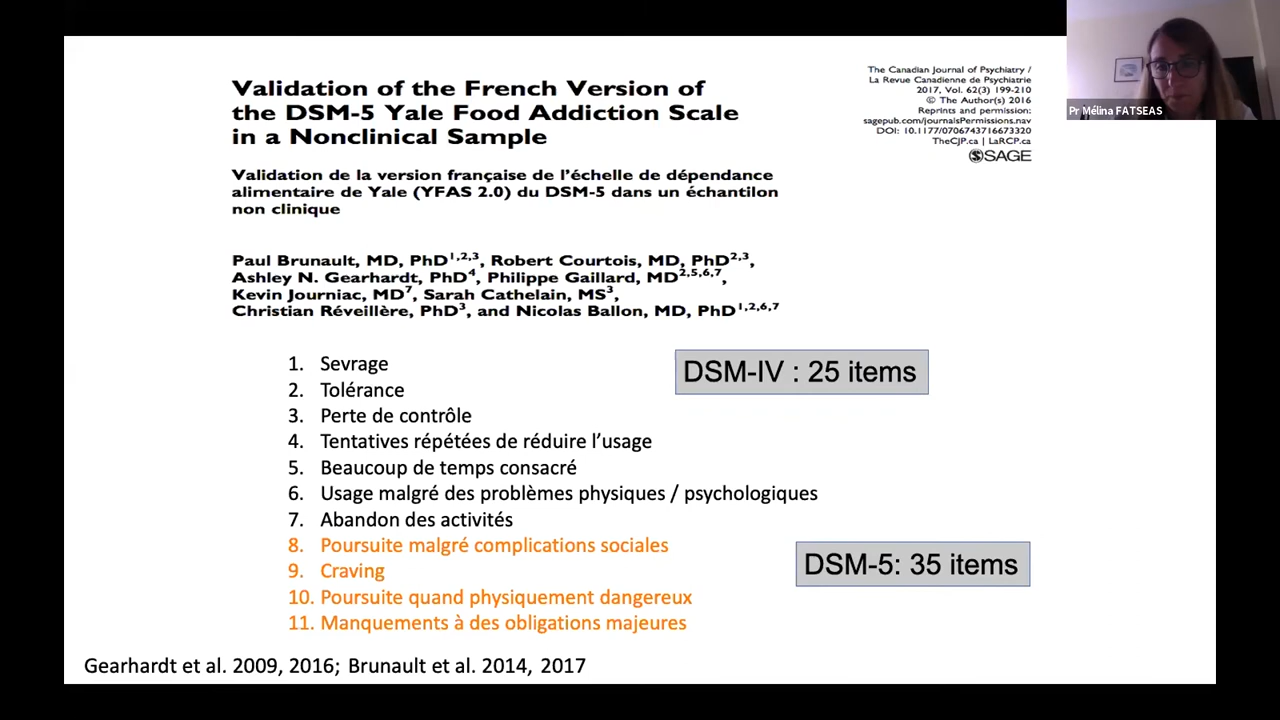 Validation of the French Version of
the DSM-5 Yale Food Addiction Scale
in a Nonclinical Sample
Validation de la version française de l'échelle de dépendance
alimentaire de Yale (YFAS 2.0) du DSM-5 dans un échantilon
non clinique
The Canadian Journal of Psychiatry /
La Revue Canadienne de Psychiatrie
2017, Vol. 62(3) 199-210
© The Author(s) 2016
Reprints and permission:
sagepub.com/journalsPermissions.nav
DOI: 10.1177/0706743716673320
TheCJP.ca | LaRCP.ca
SAGE
Pr Mélina FATSEAS
Paul Brunault, MD, PhD1,2,3, Robert Courtois, MD, PhD2,3,
Ashley N. Gearhardt, PhD4, Philippe Gaillard, MD2,5,6,7,
Kevin Journiac, MD7, Sarah Cathelain, MS3,
Christian Réveillère, PhD3, and Nicolas Ballon, MD, PhD1,2,6,7
1. Sevrage
2. Tolérance
3. Perte de contrôle
4. Tentatives répétées de réduire l'usage
5. Beaucoup de temps consacré
6. Usage malgré des problèmes physiques / psychologiques
7. Abandon des activités
8. Poursuite malgré complications sociales
9. Craving
10. Poursuite quand physiquement dangereux
11. Manquements à des obligations majeures
DSM-IV : 25 items
DSM-5: 35 items
Gearhardt et al. 2009, 2016; Brunault et al. 2014, 2017